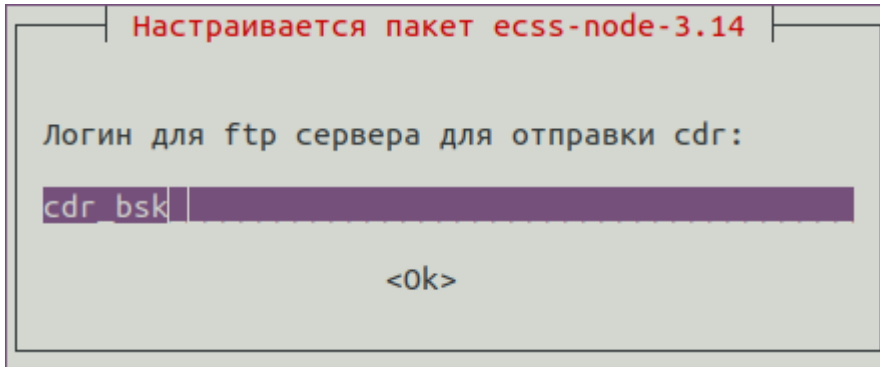 Настраивается пакет ecss-node-3.14
Логин для ftp сервера для отправки cdr:
cdr_bsk
<Ok>